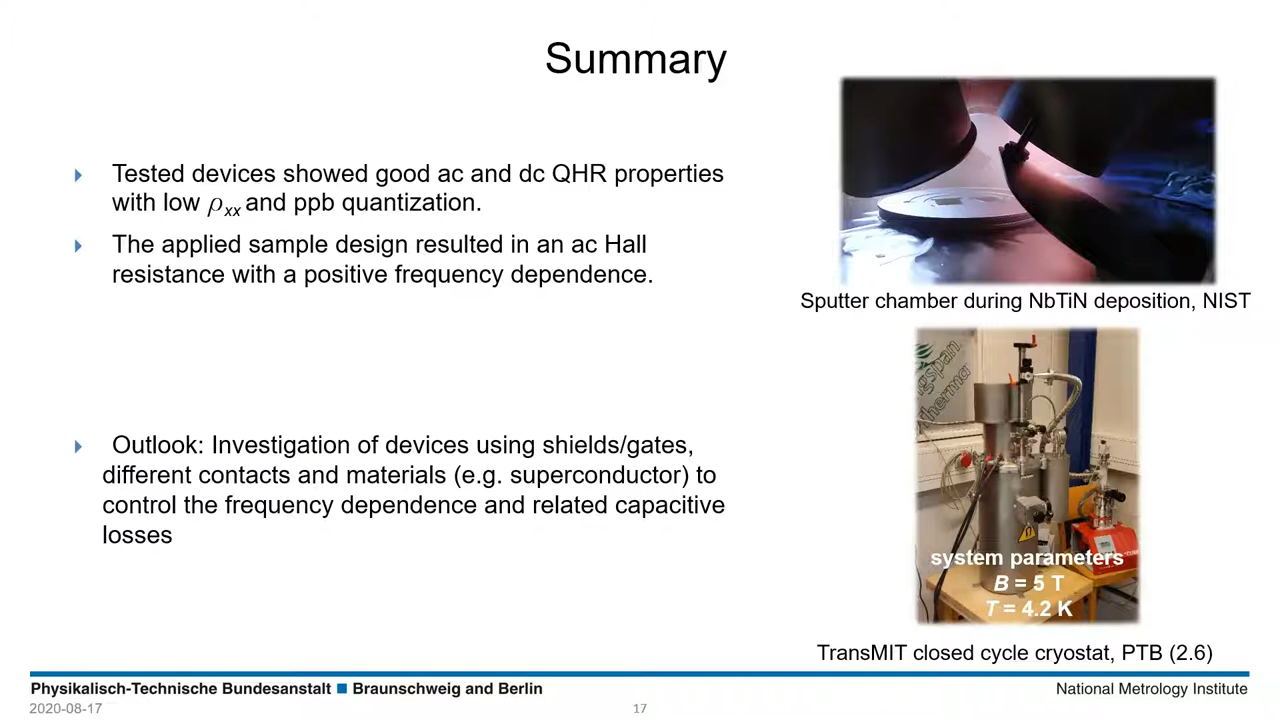 Summary
Tested devices showed good ac and dc QHR properties
with low ρxx and ppb quantization.
The applied sample design resulted in an ac Hall
resistance with a positive frequency dependence.
Outlook: Investigation of devices using shields/gates,
different contacts and materials (e.g. superconductor) to
control the frequency dependence and related capacitive
losses
Sputter chamber during NbTiN deposition, NIST
system parameters
B = 5 T
T = 4.2 K
TransMIT closed cycle cryostat, PTB (2.6)
Physikalisch-Technische Bundesanstalt ■ Braunschweig and Berlin
National Metrology Institute
2020-08-17
17